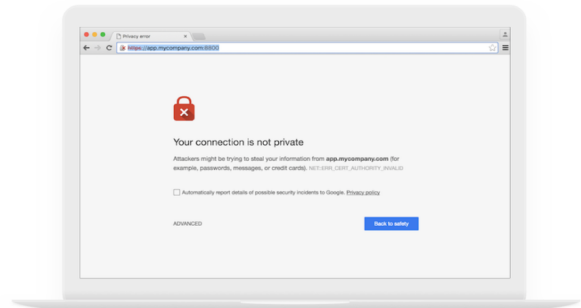 Privacy error
https://app.mycompany.com:8800
Your connection is not private
Attackers might be trying to steal your information from app.mycompany.com (for
example, passwords, messages, or credit cards). NET::ERR_CERT_AUTHORITY_INVALID
Automatically report details of possible security incidents to Google. Privacy policy
ADVANCED
Back to safety